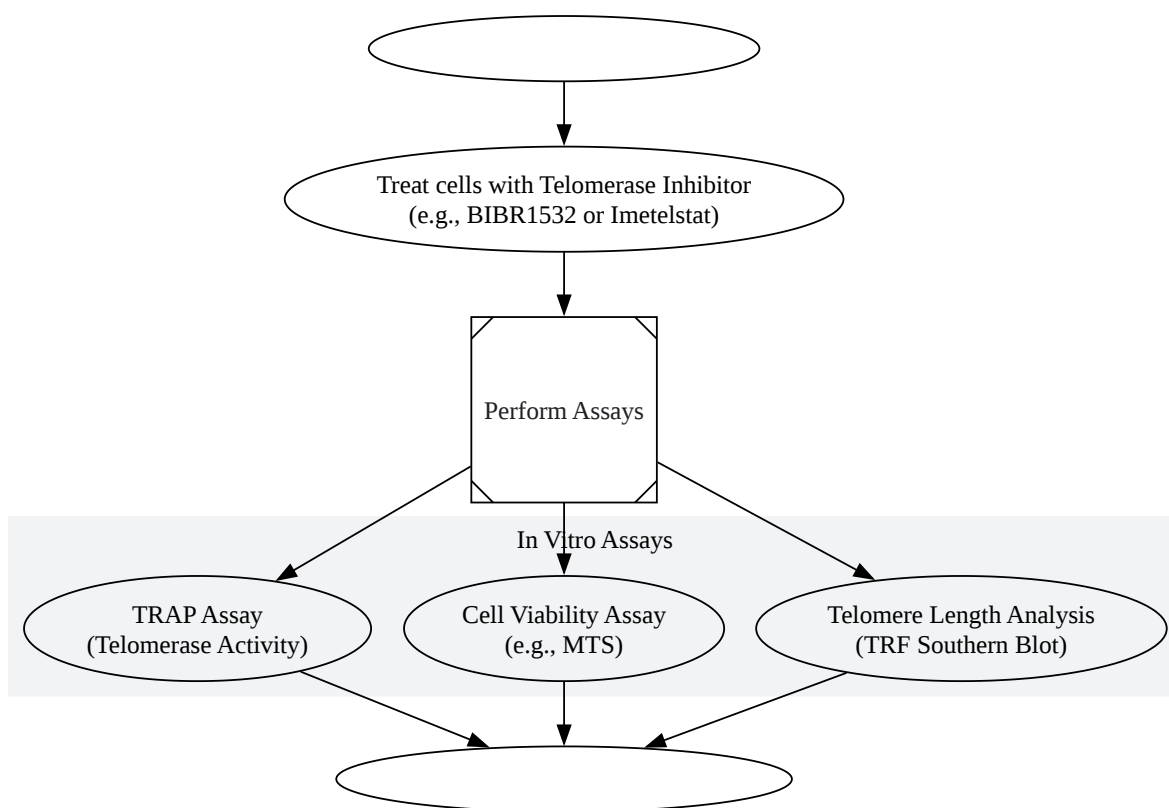 Treat cells with Telomerase Inhibitor
(e.g., BIBR1532 or Imetelstat)
Perform Assays
In Vitro Assays
TRAP Assay
(Telomerase Activity)
Cell Viability Assay
(e.g., MTS)
Telomere Length Analysis
(TRF Southern Blot)